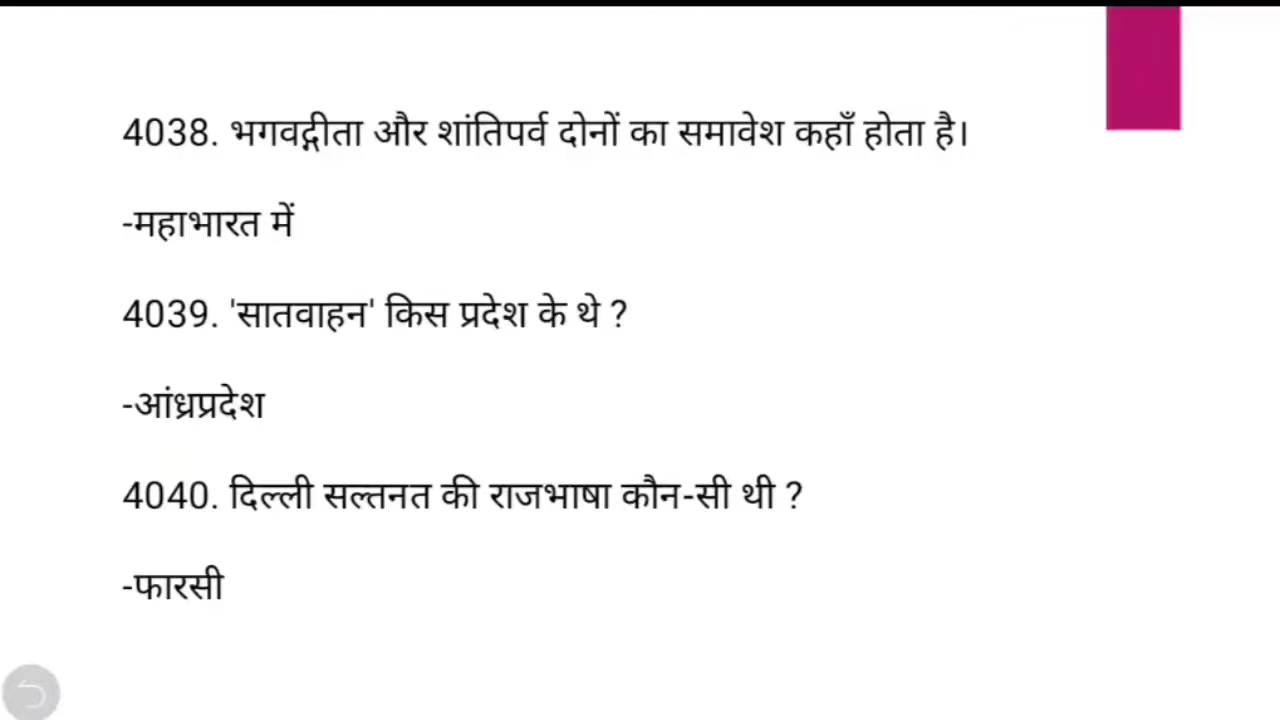 4038. भगवद्गीता और शांतिपर्व दोनों का समावेश कहाँ होता है।
-महाभारत में
4039. 'सातवाहन' किस प्रदेश के थे ?
-आंध्रप्रदेश
4040. दिल्ली सल्तनत की राजभाषा कौन-सी थी ?
-फारसी